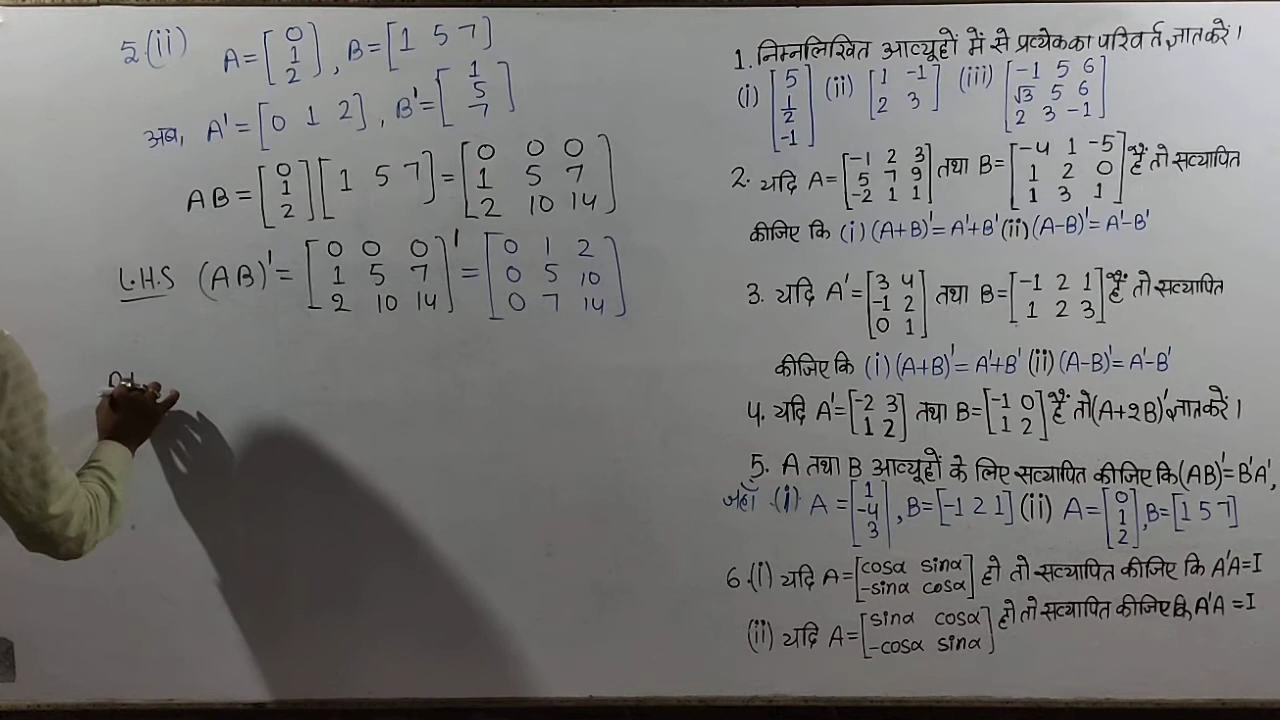 5.(ii) A=[0 1 2], B=[1 5 7]
अब, A'=[0 1 2], B'=[1 5 7]
AB=[0 1 2][1 5 7]=[0 0 0 1 5 7 2 10 14]
L.H.S (AB)'=[0 0 0 1 5 7 2 10 14]'=[0 1 2 0 5 10 0 7 14]
1. निम्नलिखित आव्यूहों में से प्रत्येक का परिवर्त ज्ञात करें।
(i) [5 1/2 -1] (ii) [1 -1 2 3] (iii) [-1 5 6 √3 5 6 2 3 -1]
2. यदि A=[-1 2 3 5 7 9 -2 1 1] तथा B=[-4 1 -5 1 2 0 1 3 1] हैं तो सत्यापित
कीजिए कि (i) (A+B)'=A'+B' (ii) (A-B)'=A'-B'
3. यदि A'=[3 4 -1 2 0 1] तथा B=[-1 2 1 1 2 3] हैं तो सत्यापित
कीजिए कि (i) (A+B)'=A'+B' (ii) (A-B)'=A'-B'
4. यदि A'=[-2 3 1 2] तथा B=[-1 0 1 2] हैं तो (A+2B)' ज्ञात करें।
5. A तथा B आव्यूहों के लिए सत्यापित कीजिए कि (AB)'=B'A',
जहाँ (i) A=[1 -4 3], B=[-1 2 1] (ii) A=[0 1 2], B=[1 5 7]
6.(i) यदि A=[cosα sinα -sinα cosα] हो तो सत्यापित कीजिए कि A'A=I
(ii) यदि A=[sinα cosα -cosα sinα] हो तो सत्यापित कीजिए कि A'A=I